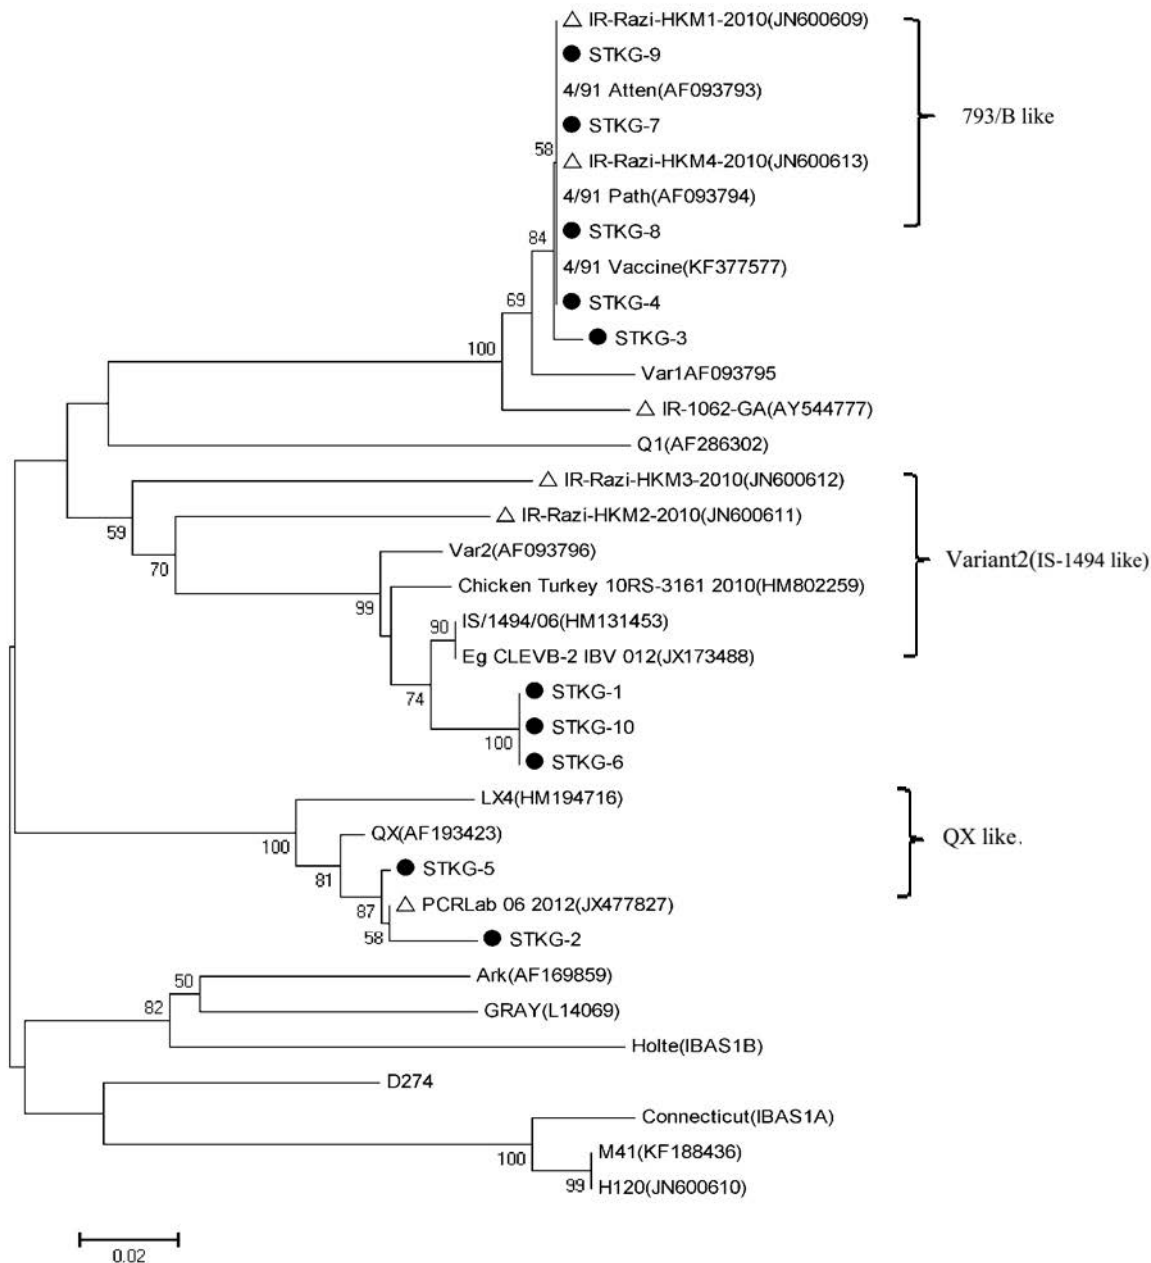 IR-Razi-HKM1-2010(JN600609)
STKG-9
4/91 Atten(AF093793)
793/B like
STKG-7
58
IR-Razi-HKM4-2010(JN600613)
4/91 Path(AF093794)
STKG-8
84
4/91 Vaccine(KF377577)
69
STKG-4
STKG-3
100
Var1AF093795
IR-1062-GA(AY544777)
Q1(AF286302)
IR-Razi-HKM3-2010(JN600612)
59
IR-Razi-HKM2-2010(JN600611)
70
Var2(AF093796)
Variant2(IS-1494 like)
Chicken Turkey 10RS-3161 2010(HM802259)
99
90
IS/1494/06(HM131453)
Eg CLEVB-2 IBV 012(JX173488)
74
STKG-1
STKG-10
100
STKG-6
LX4(HM194716)
QX(AF193423)
QX like.
100
STKG-5
81
PCRLab 06 2012(JX477827)
87
58
STKG-2
Ark(AF169859)
50
82
GRAY(L14069)
Holte(IBAS1B)
D274
Connecticut(IBAS1A)
100
M41(KF188436)
99
H120(JN600610)
0.02